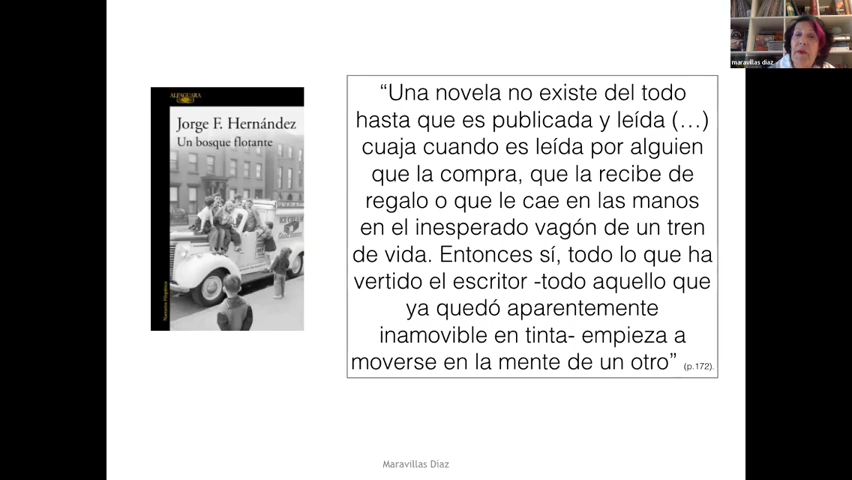 maravillas diaz
ALFAGUARA
Jorge F. Hernández
Un bosque flotante
Narrativa Hispánica
“Una novela no existe del todo
hasta que es publicada y leída (…)
cuaja cuando es leída por alguien
que la compra, que la recibe de
regalo o que le cae en las manos
en el inesperado vagón de un tren
de vida. Entonces sí, todo lo que ha
vertido el escritor -todo aquello que
ya quedó aparentemente
inamovible en tinta- empieza a
moverse en la mente de un otro” (p.172).
Maravillas Díaz